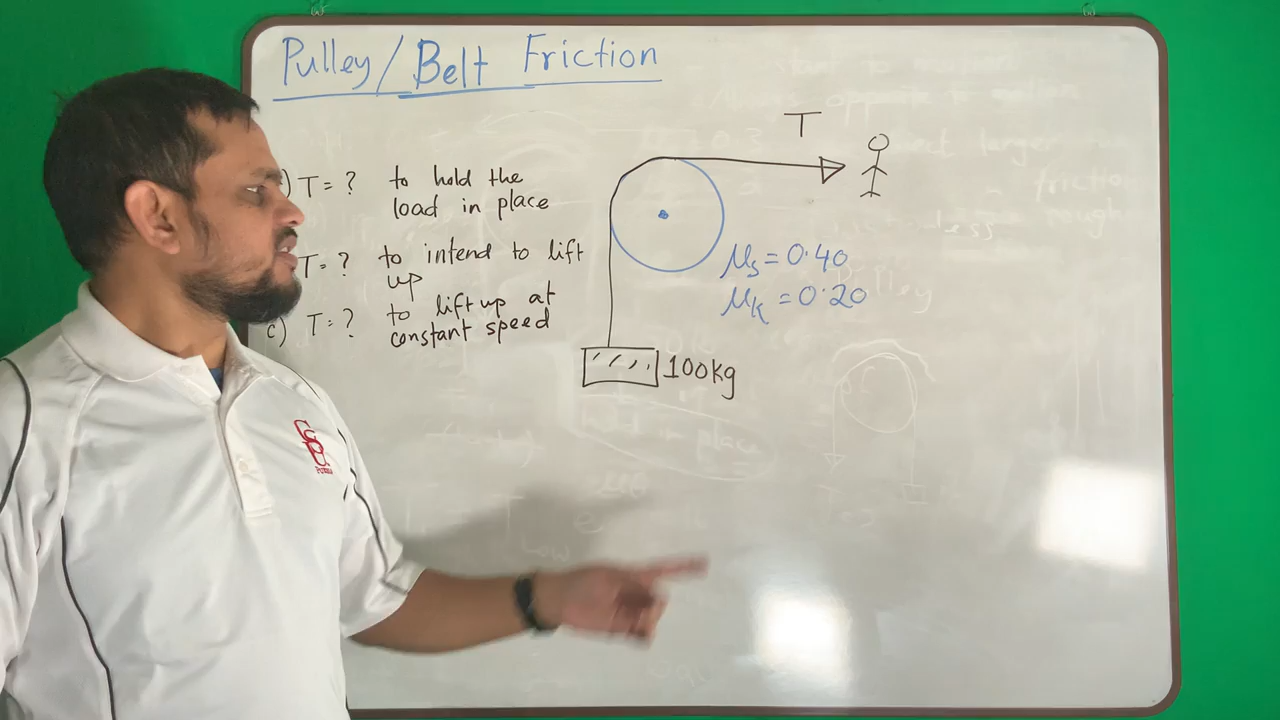 Pulley/Belt Friction
T
) T = ? to hold the
load in place
T = ? to intend to lift
up
c) T = ? to lift up at
constant speed
μs = 0.40
μk = 0.20
100kg